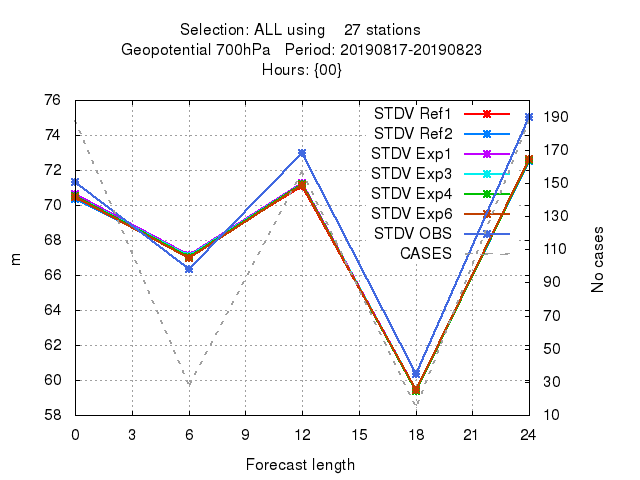 Selection: ALL using    27 stations
Geopotential 700hPa   Period: 20190817-20190823
Hours: {00}
STDV Ref1
STDV Ref2
STDV Exp1
STDV Exp3
STDV Exp4
STDV Exp6
STDV OBS
CASES
m
76
74
72
70
68
66
64
62
60
58
190
170
150
130
110
90
70
50
30
10
No cases
0 3 6 9 12 15 18 21 24
Forecast length